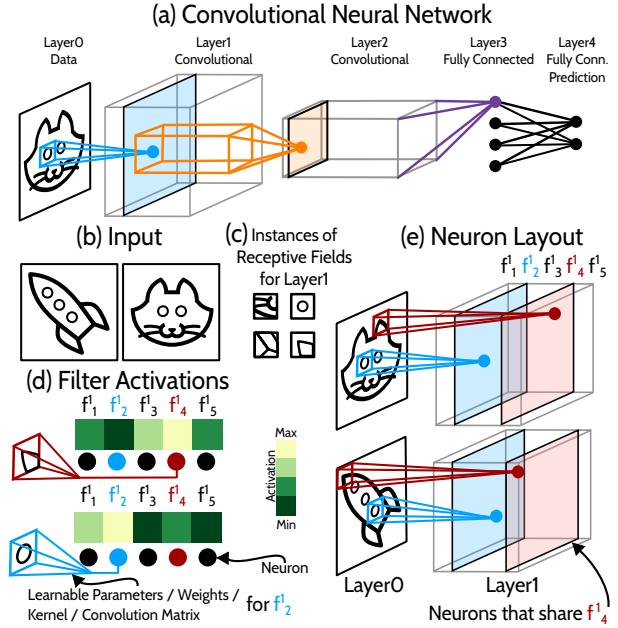 (a) Convolutional Neural Network
Layer0
Data
Layer1
Convolutional
Layer2
Convolutional
Layer3
Fully Connected
Layer4
Fully Conn.
Prediction
(b) Input
(c) Instances of
Receptive Fields
for Layer1
(d) Filter Activations
f¹₁ f¹₂ f¹₃ f¹₄ f¹₅
Max
Activation
Min
f¹₁ f¹₂ f¹₃ f¹₄ f¹₅
Neuron
Learnable Parameters / Weights /
Kernel / Convolution Matrix
for f¹₂
(e) Neuron Layout
f¹₁ f¹₂ f¹₃ f¹₄ f¹₅
Layer0
Layer1
Neurons that share f¹₄